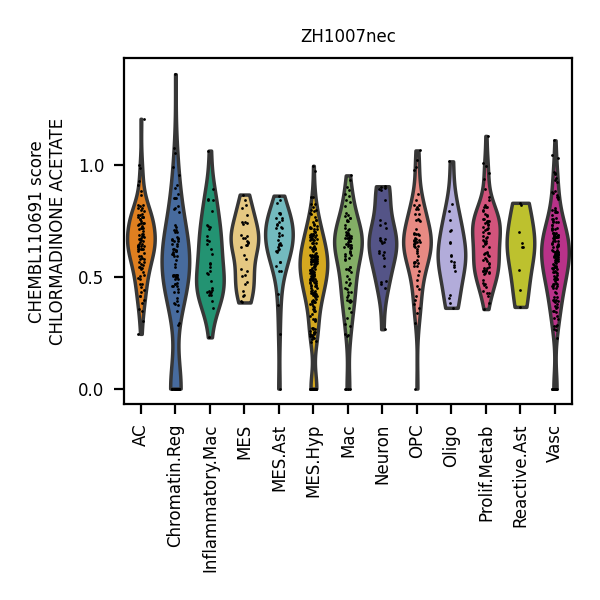 ZH1007nec
CHEMBL110691 score
CHLORMADINONE ACETATE
1.0
0.5
0.0
AC
Chromatin.Reg
Inflammatory.Mac
MES
MES.Ast
MES.Hyp
Mac
Neuron
OPC
Oligo
Prolif.Metab
Reactive.Ast
Vasc